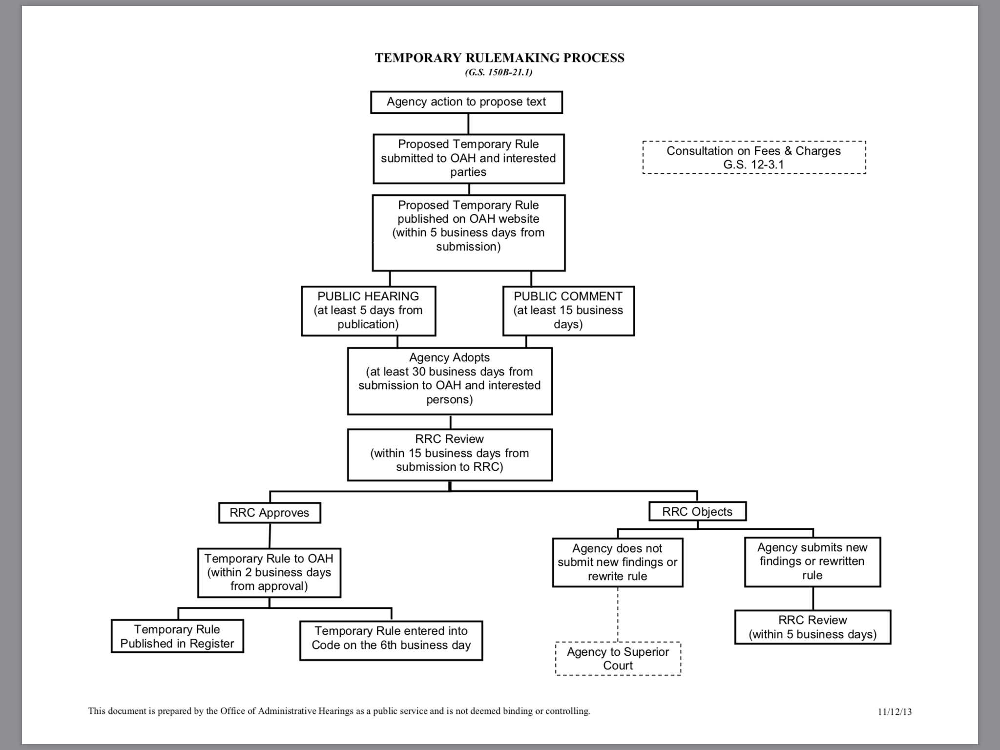 TEMPORARY RULEMAKING PROCESS
(G.S. 150B-21.1)
Agency action to propose text
Proposed Temporary Rule
submitted to OAH and interested
parties
Consultation on Fees & Charges
G.S. 12-3.1
Proposed Temporary Rule
published on OAH website
(within 5 business days from
submission)
PUBLIC HEARING
(at least 5 days from
publication)
PUBLIC COMMENT
(at least 15 business
days)
Agency Adopts
(at least 30 business days from
submission to OAH and interested
persons)
RRC Review
(within 15 business days from
submission to RRC)
RRC Approves
RRC Objects
Temporary Rule to OAH
(within 2 business days
from approval)
Agency does not
submit new findings or
rewrite rule
Agency submits new
findings or rewritten
rule
Temporary Rule
Published in Register
Temporary Rule entered into
Code on the 6th business day
Agency to Superior
Court
RRC Review
(within 5 business days)
This document is prepared by the Office of Administrative Hearings as a public service and is not deemed binding or controlling.
11/12/13